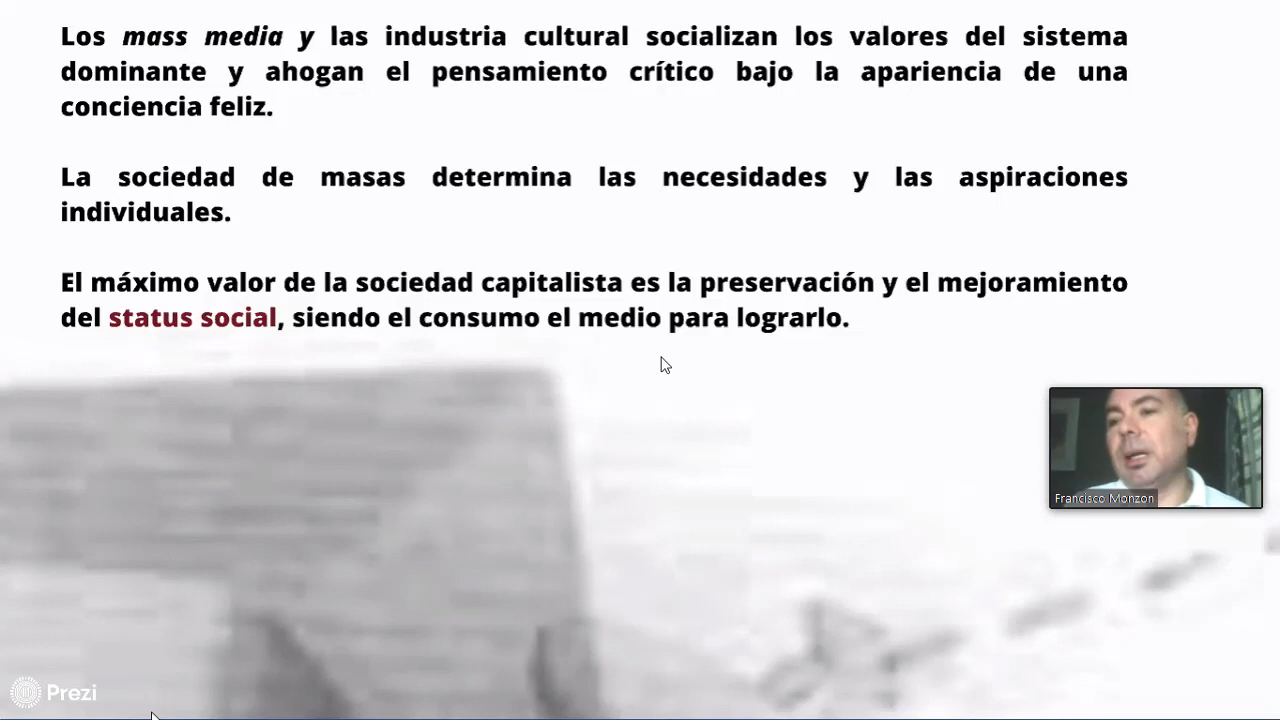 Los mass media y las industria cultural socializan los valores del sistema
dominante y ahogan el pensamiento crítico bajo la apariencia de una
conciencia feliz.
La sociedad de masas determina las necesidades y las aspiraciones
individuales.
El máximo valor de la sociedad capitalista es la preservación y el mejoramiento
del status social, siendo el consumo el medio para lograrlo.
Francisco Monzon
Prezi